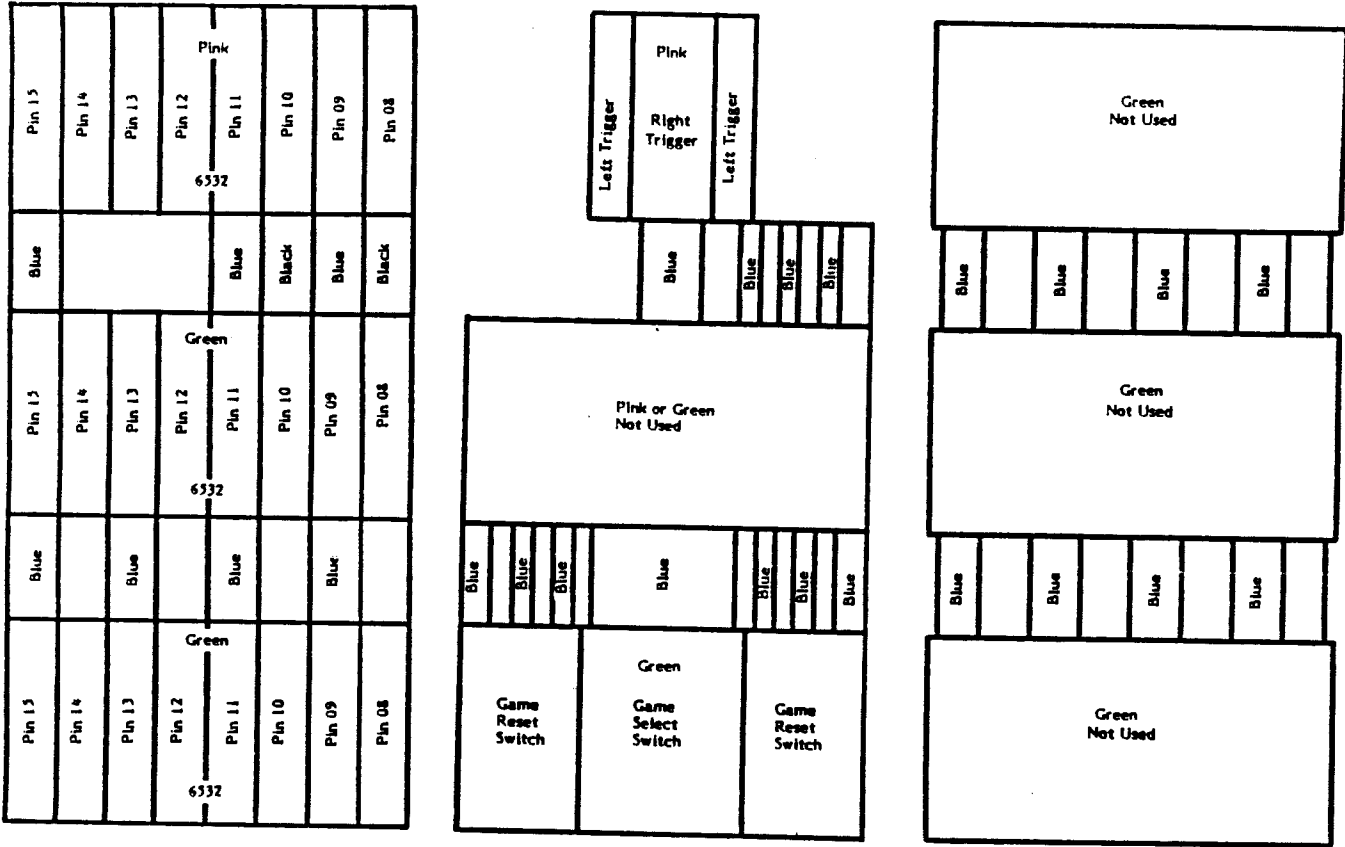 Pink
Pin 15
Pin 14
Pin 13
Pin 12
Pin 11
Pin 10
Pin 09
Pin 08
6532
Blue
Blue
Black
Blue
Black
Green
Pin 15
Pin 14
Pin 13
Pin 12
Pin 11
Pin 10
Pin 09
Pin 08
6532
Blue
Blue
Blue
Blue
Green
Pin 15
Pin 14
Pin 13
Pin 12
Pin 11
Pin 10
Pin 09
Pin 08
6532
Pink
Left Trigger
Right
Trigger
Left Trigger
Blue
Blue
Blue
Blue
Pink or Green
Not Used
Blue
Blue
Blue
Blue
Blue
Blue
Blue
Green
Game
Reset
Switch
Game
Select
Switch
Game
Reset
Switch
Green
Not Used
Blue
Blue
Blue
Blue
Green
Not Used
Blue
Blue
Blue
Blue
Green
Not Used